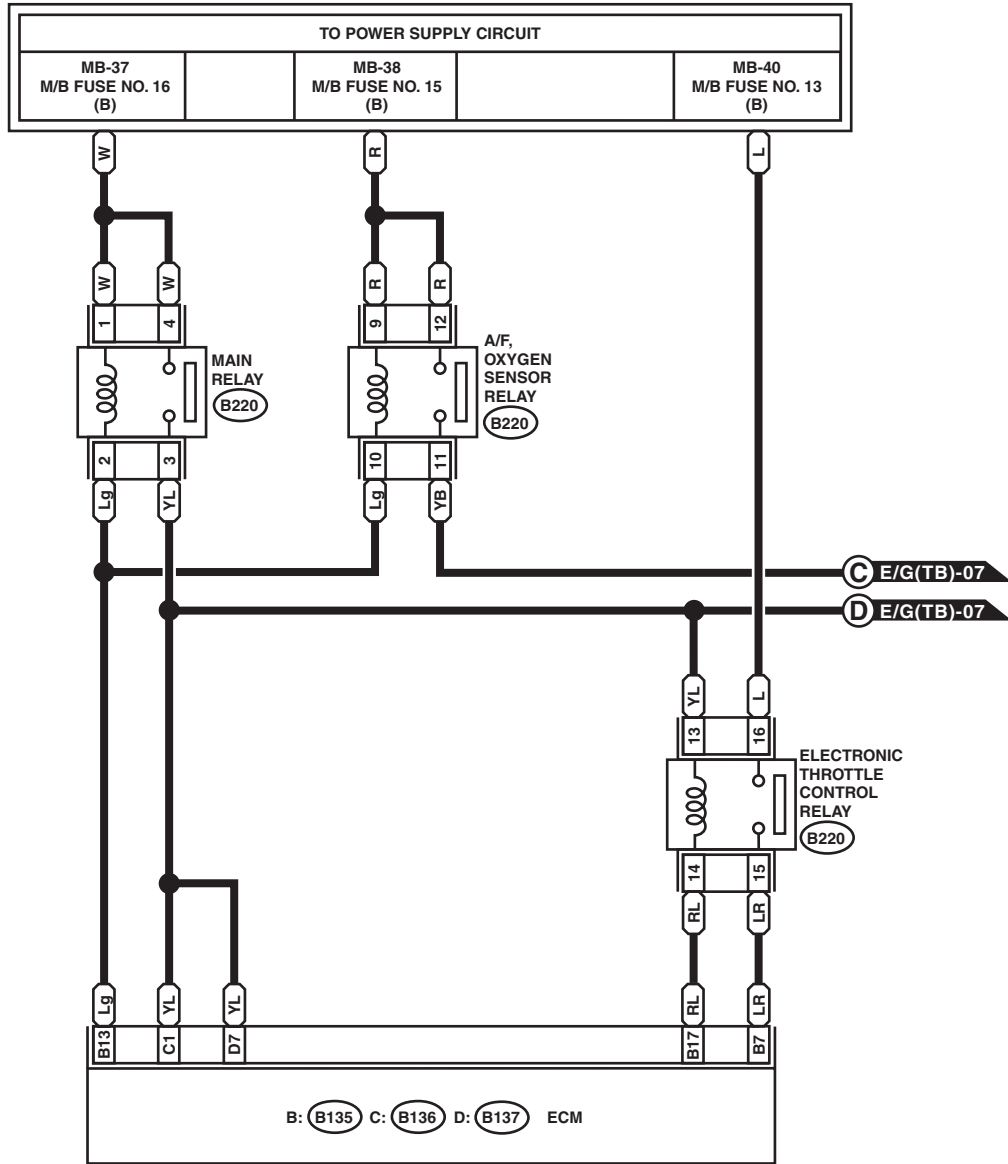 TO POWER SUPPLY CIRCUIT
MB-37
M/B FUSE NO. 16
(B)
MB-38
M/B FUSE NO. 15
(B)
MB-40
M/B FUSE NO. 13
(B)
W
R
L
W
W
R
R
1
4
9
12
MAIN
RELAY
B220
A/F,
OXYGEN
SENSOR
RELAY
B220
2
3
10
11
Lg
YL
Lg
YB
C E/G(TB)-07
D E/G(TB)-07
YL
L
13
16
ELECTRONIC
THROTTLE
CONTROL
RELAY
B220
14
15
RL
LR
Lg
YL
YL
RL
LR
B13
C1
D7
B17
B7
B: B135 C: B136 D: B137 ECM